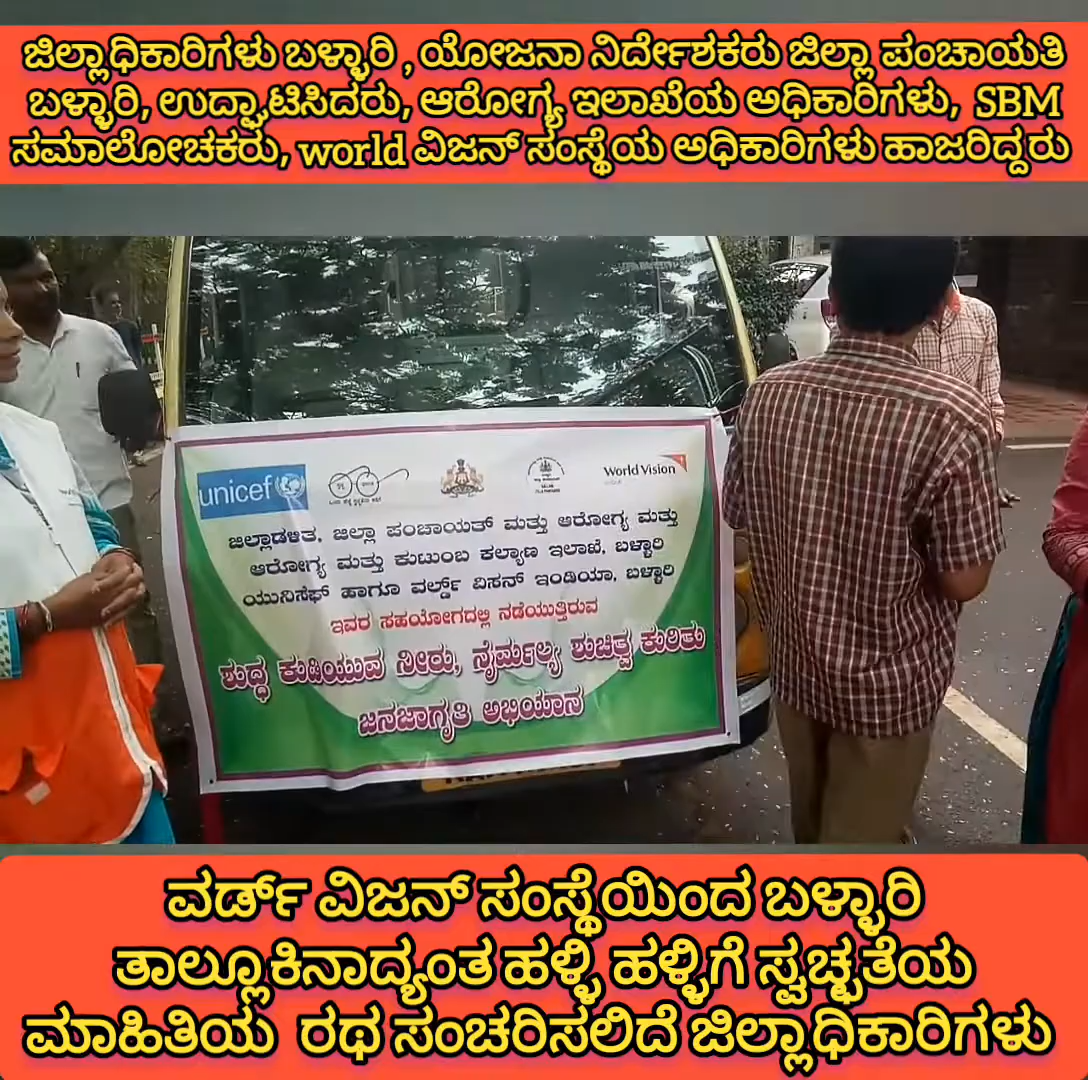 ಜಿಲ್ಲಾಧಿಕಾರಿಗಳು ಬಳ್ಳಾರಿ , ಯೋಜನಾ ನಿರ್ದೇಶಕರು ಜಿಲ್ಲಾ ಪಂಚಾಯತಿ
ಬಳ್ಳಾರಿ, ಉದ್ಘಾಟಿಸಿದರು, ಆರೋಗ್ಯ ಇಲಾಖೆಯ ಅಧಿಕಾರಿಗಳು, SBM
ಸಮಾಲೋಚಕರು, world ವಿಜನ್ ಸಂಸ್ಥೆಯ ಅಧಿಕಾರಿಗಳು ಹಾಜರಿದ್ದರು
unicef
World Vision
ಜಿಲ್ಲಾಡಳಿತ, ಜಿಲ್ಲಾ ಪಂಚಾಯತ್ ಮತ್ತು ಆರೋಗ್ಯ ಮತ್ತು
ಆರೋಗ್ಯ ಮತ್ತು ಕುಟುಂಬ ಕಲ್ಯಾಣ ಇಲಾಖೆ, ಬಳ್ಳಾರಿ
ಯುನಿಸೆಫ್ ಹಾಗೂ ವರ್ಲ್ಡ್ ವಿಸನ್ ಇಂಡಿಯಾ, ಬಳ್ಳಾರಿ
ಇವರ ಸಹಯೋಗದಲ್ಲಿ ನಡೆಯುತ್ತಿರುವ
ಶುದ್ಧ ಕುಡಿಯುವ ನೀರು, ನೈರ್ಮಲ್ಯ ಶುಚಿತ್ವ ಕುರಿತು
ಜನಜಾಗೃತಿ ಅಭಿಯಾನ
ವರ್ಡ್ ವಿಜನ್ ಸಂಸ್ಥೆಯಿಂದ ಬಳ್ಳಾರಿ
ತಾಲ್ಲೂಕಿನಾದ್ಯಂತ ಹಳ್ಳಿ ಹಳ್ಳಿಗೆ ಸ್ವಚ್ಛತೆಯ
ಮಾಹಿತಿಯ ರಥ ಸಂಚರಿಸಲಿದೆ ಜಿಲ್ಲಾಧಿಕಾರಿಗಳು